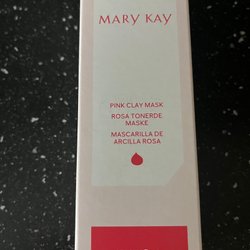 MARY KAY
PINK CLAY MASK
ROSA TONERDE
MASKE
MASCARILLA DE
ARCILLA ROSA